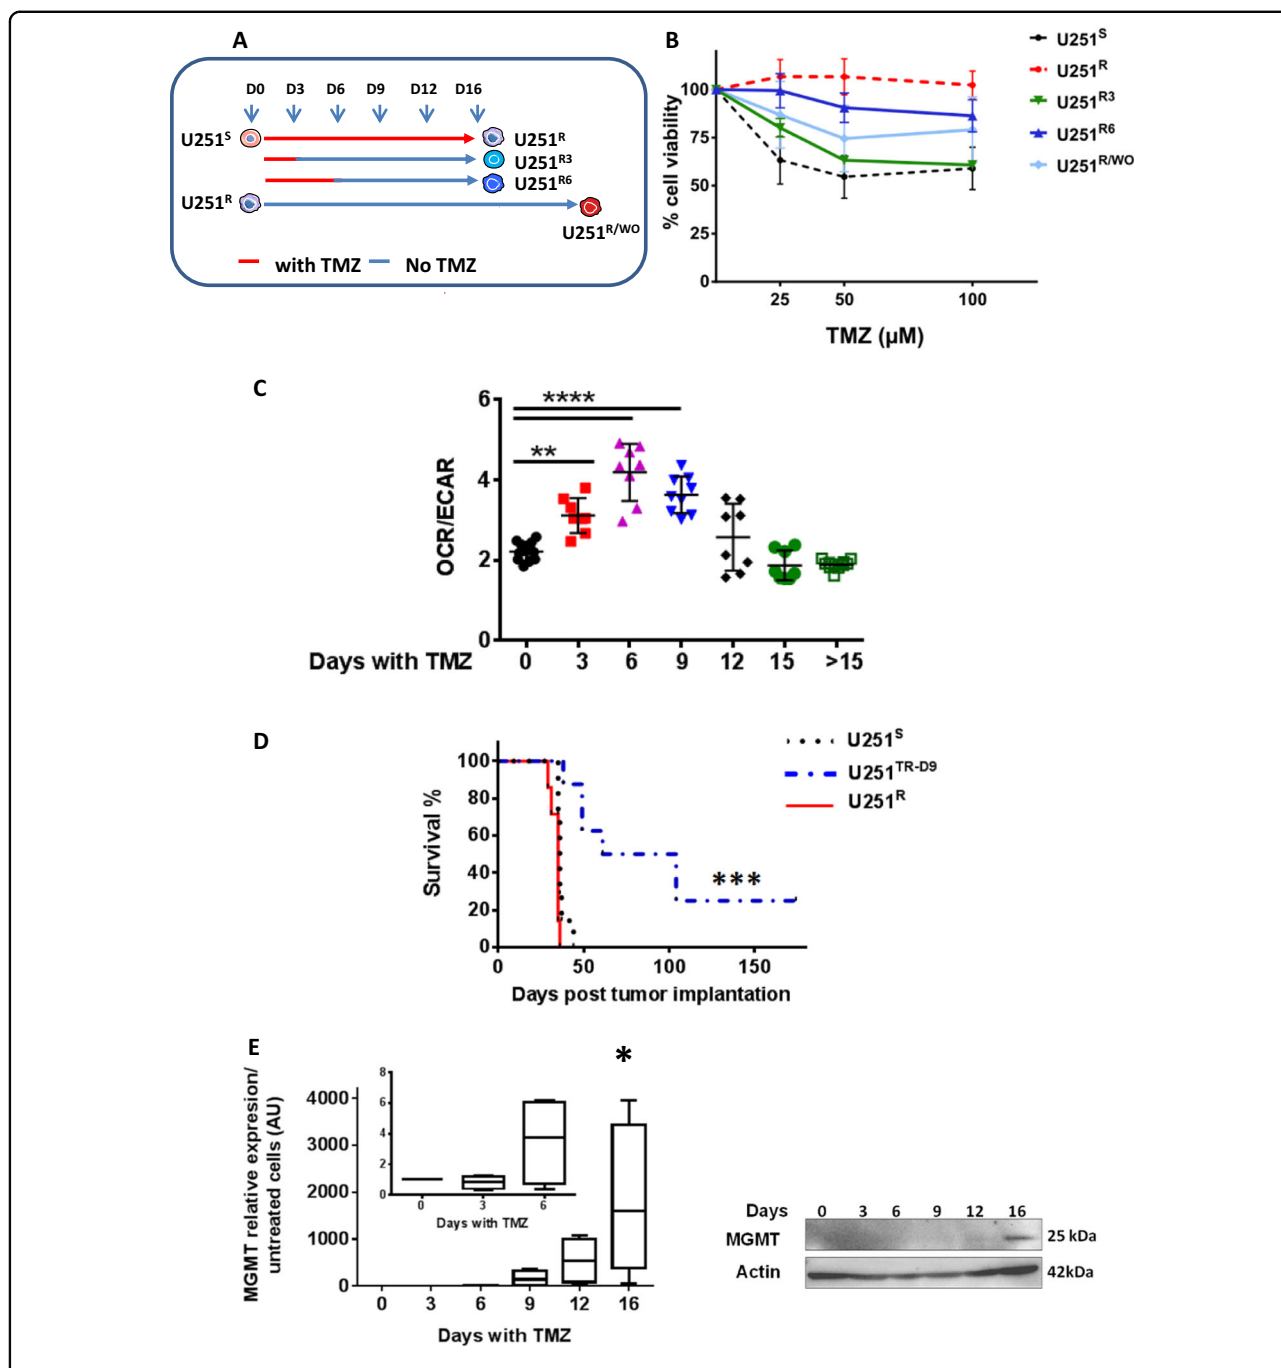 A
D0 D3 D6 D9 D12 D16
U251S
U251R
U251R3
U251R6
U251R
U251R/WO
with TMZ No TMZ
B
% cell viability
100
75
50
25
0
25 50 100
TMZ (µM)
U251S
U251R
U251R3
U251R6
U251R/WO
C
OCR/ECAR
6
4
2
0
****
**
Days with TMZ 0 3 6 9 12 15 >15
D
Survival %
100
80
60
40
20
0
0 50 100 150
Days post tumor implantation
***
U251S
U251TR-D9
U251R
E
MGMT relative expresion/
untreated cells (AU)
4000
3000
2000
1000
0
*
8
6
4
2
0
0 3 6
Days with TMZ
0 3 6 9 12 16
Days with TMZ
Days 0 3 6 9 12 16
MGMT 25 kDa
Actin 42kDa